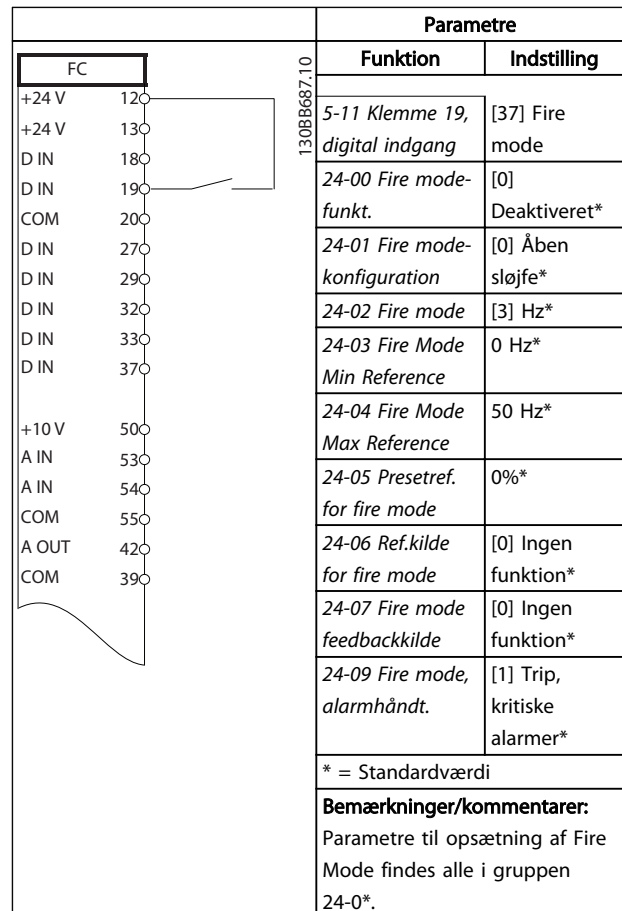 Parametre
FC
130BB687.10
+24 V 12
+24 V 13
D IN 18
D IN 19
COM 20
D IN 27
D IN 29
D IN 32
D IN 33
D IN 37
+10 V 50
A IN 53
A IN 54
COM 55
A OUT 42
COM 39
Funktion Indstilling
5-11 Klemme 19, [37] Fire
digital indgang mode
24-00 Fire mode- [0]
funkt. Deaktiveret*
24-01 Fire mode- [0] Åben
konfiguration sløjfe*
24-02 Fire mode [3] Hz*
24-03 Fire Mode 0 Hz*
Min Reference
24-04 Fire Mode 50 Hz*
Max Reference
24-05 Presetref. 0%*
for fire mode
24-06 Ref.kilde [0] Ingen
for fire mode funktion*
24-07 Fire mode [0] Ingen
feedbackkilde funktion*
24-09 Fire mode, [1] Trip,
alarmhåndt. kritiske
alarmer*
* = Standardværdi
Bemærkninger/kommentarer:
Parametre til opsætning af Fire
Mode findes alle i gruppen
24-0*.